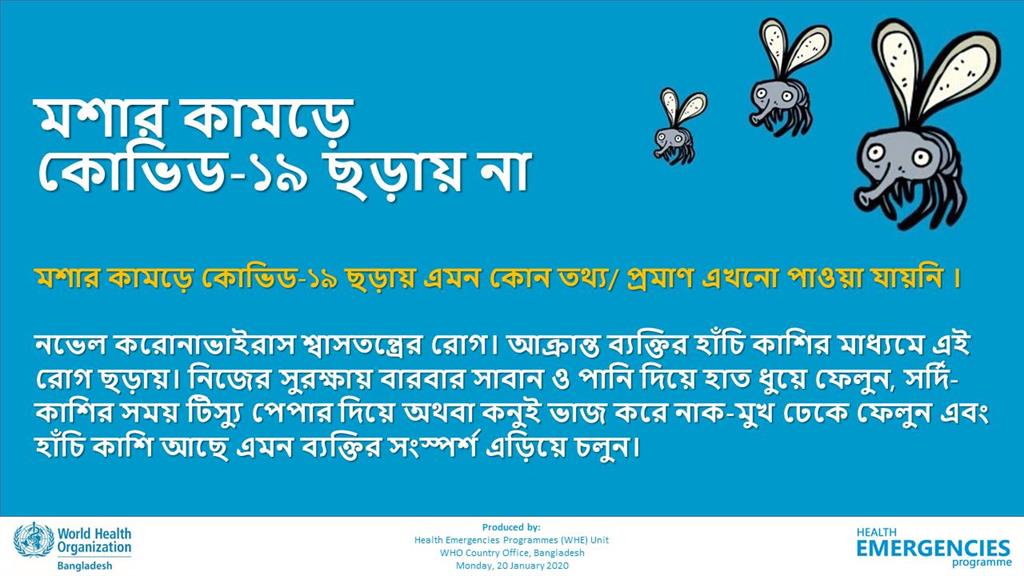 মশার কামড়ে
কোভিড-১৯ ছড়ায় না
মশার কামড়ে কোভিড-১৯ ছড়ায় এমন কোন তথ্য/ প্রমাণ এখনো পাওয়া যায়নি ।
নভেল করোনাভাইরাস শ্বাসতন্ত্রের রোগ। আক্রান্ত ব্যক্তির হাঁচি কাশির মাধ্যমে এই
রোগ ছড়ায়। নিজের সুরক্ষায় বারবার সাবান ও পানি দিয়ে হাত ধুয়ে ফেলুন, সর্দি-
কাশির সময় টিস্যু পেপার দিয়ে অথবা কনুই ভাজ করে নাক-মুখ ঢেকে ফেলুন এবং
হাঁচি কাশি আছে এমন ব্যক্তির সংস্পর্শ এড়িয়ে চলুন।
World Health
Organization
Bangladesh
Produced by:
Health Emergencies Programmes (WHE) Unit
WHO Country Office, Bangladesh
Monday, 20 January 2020
HEALTH
EMERGENCIES
programme